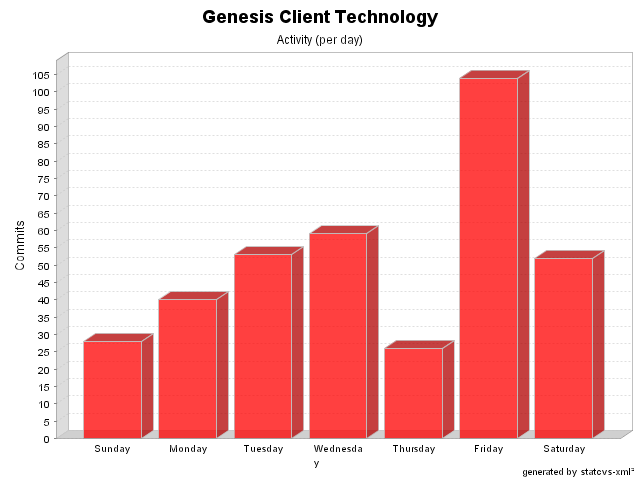 Genesis Client Technology
Activity (per day)
105
100
95
90
85
80
75
70
65
60
55
50
45
40
35
30
25
20
15
10
5
0
Commits
Sunday
Monday
Tuesday
Wednesda
y
Thursday
Friday
Saturday
generated by statcvs-xml²